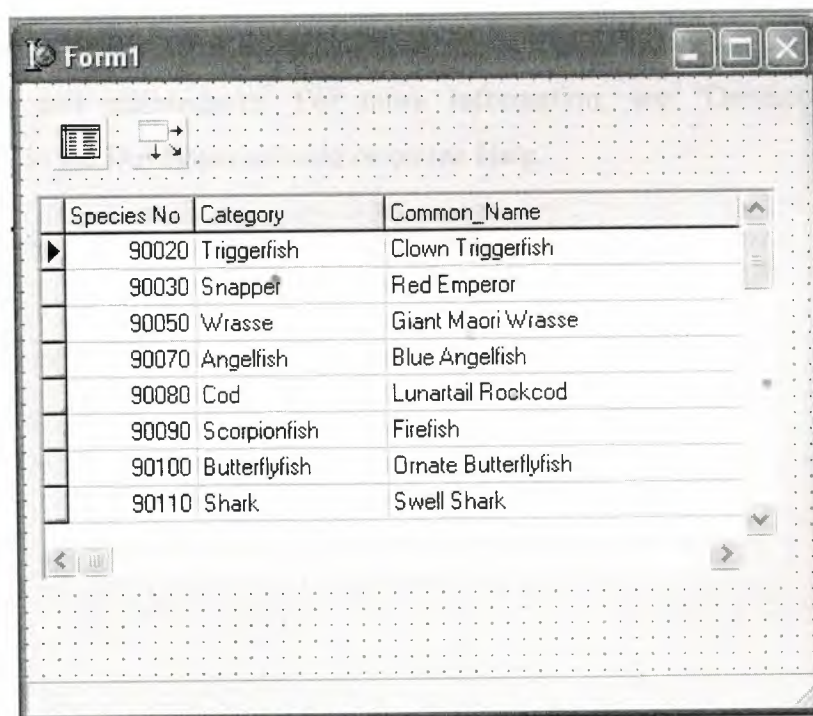 Form1
Species No Category Common_Name
90020 Triggerfish Clown Triggerfish
90030 Snapper Red Emperor
90050 Wrasse Giant Maori Wrasse
90070 Angelfish Blue Angelfish
90080 Cod Lunartail Rockcod
90090 Scorpionfish Firefish
90100 Butterflyfish Ornate Butterflyfish
90110 Shark Swell Shark